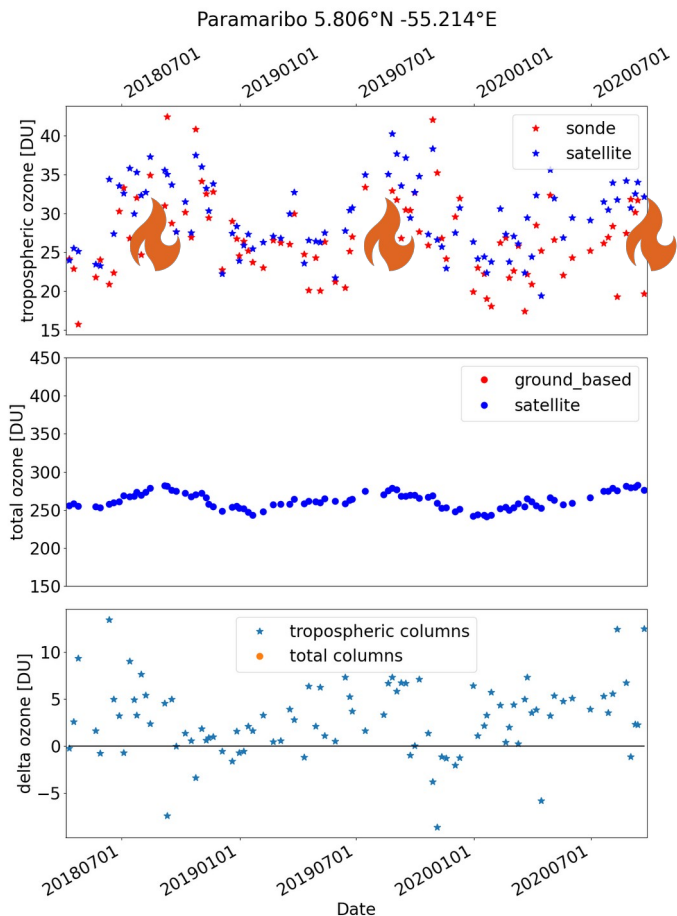 Paramaribo 5.806°N -55.214°E
20180701 20190101 20190701 20200101 20200701
tropospheric ozone [DU]
40
35
30
25
20
15
sonde
satellite
total ozone [DU]
450
400
350
300
250
200
150
ground_based
satellite
delta ozone [DU]
10
5
0
−5
tropospheric columns
total columns
20180701 20190101 20190701 20200101 20200701
Date